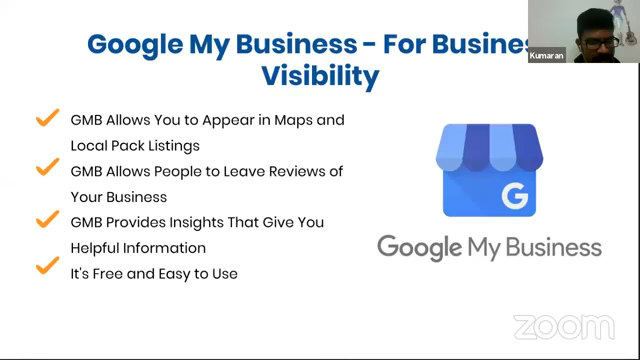 Google My Business - For Busines
Visibility
Kumaran
GMB Allows You to Appear in Maps and
Local Pack Listings
GMB Allows People to Leave Reviews of
Your Business
GMB Provides Insights That Give You
Helpful Information
It's Free and Easy to Use
G
Google My Business
zoom